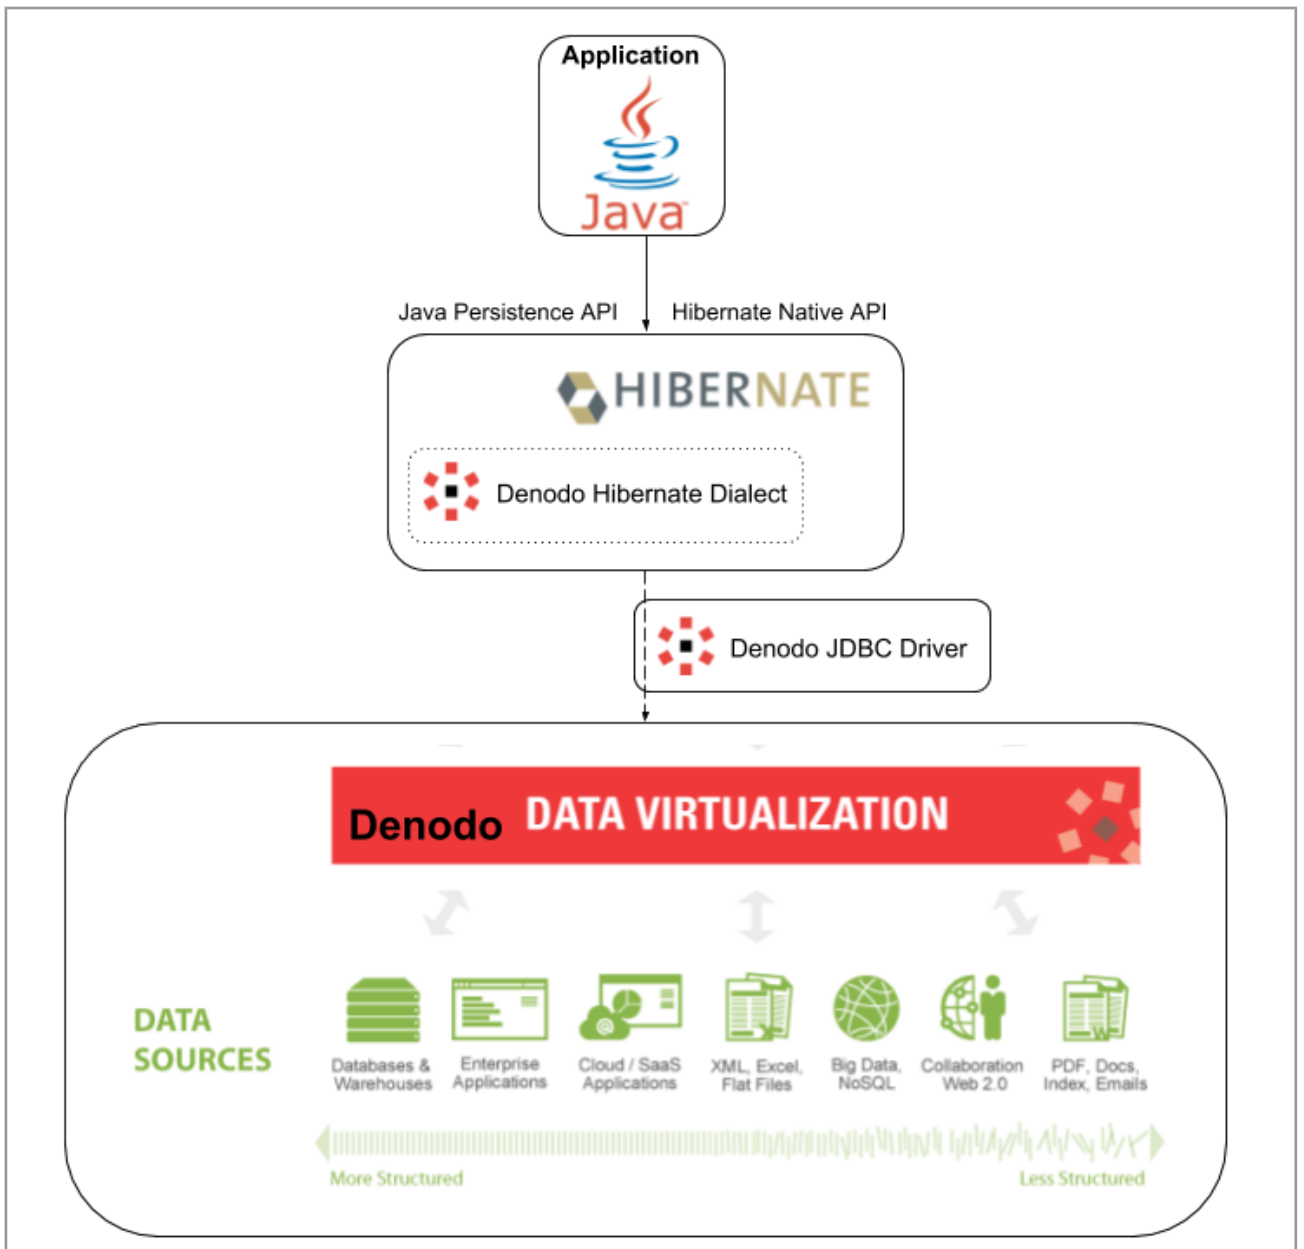 Application
Java™
Java Persistence API Hibernate Native API
HIBERNATE
Denodo Hibernate Dialect
Denodo JDBC Driver
Denodo DATA VIRTUALIZATION
DATA
SOURCES
Databases &
Warehouses
Enterprise
Applications
Cloud / SaaS
Applications
XML, Excel,
Flat Files
Big Data,
NoSQL
Collaboration
Web 2.0
PDF, Docs,
Index, Emails
More Structured
Less Structured